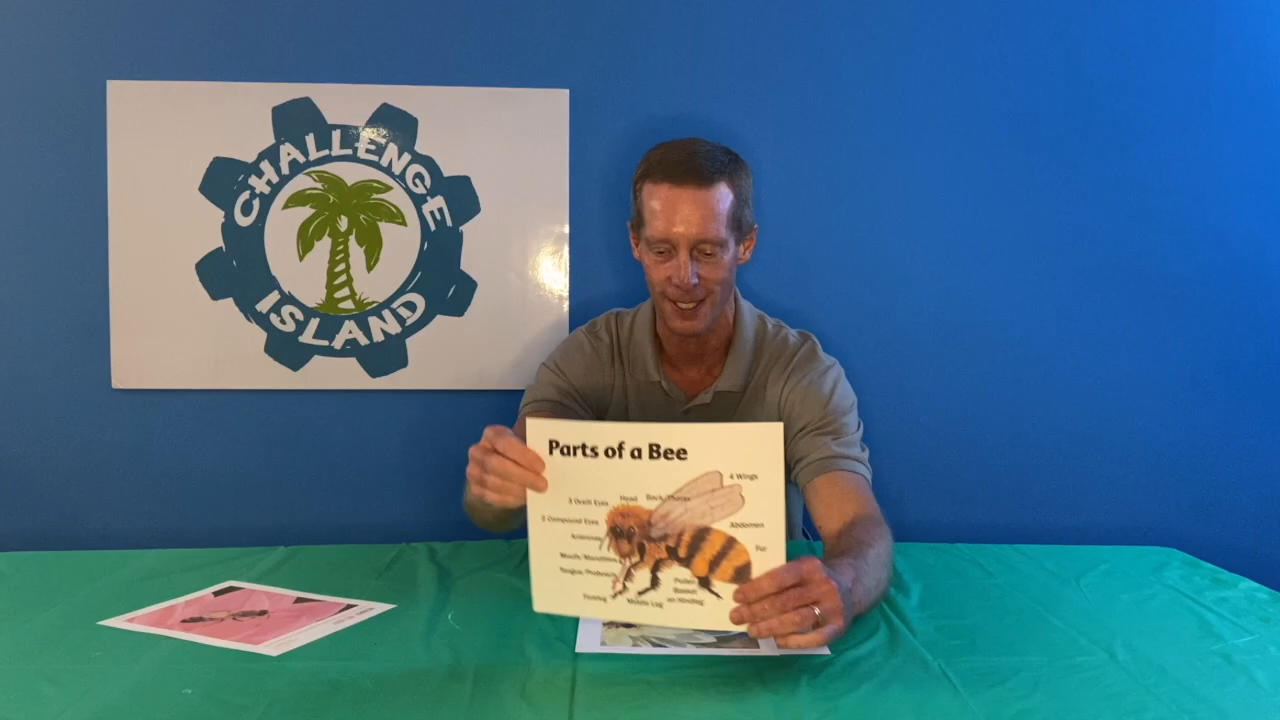 CHALLENGE
ISLAND
Parts of a Bee
4 Wings
3 Ocelli Eyes
Head
Back/Thorax
2 Compound Eyes
Abdomen
Antennae
Fur
Mouth/Mandibles
Tongue/Proboscis
Pollen
Basket
on Hindleg
Foreleg
Middle Leg